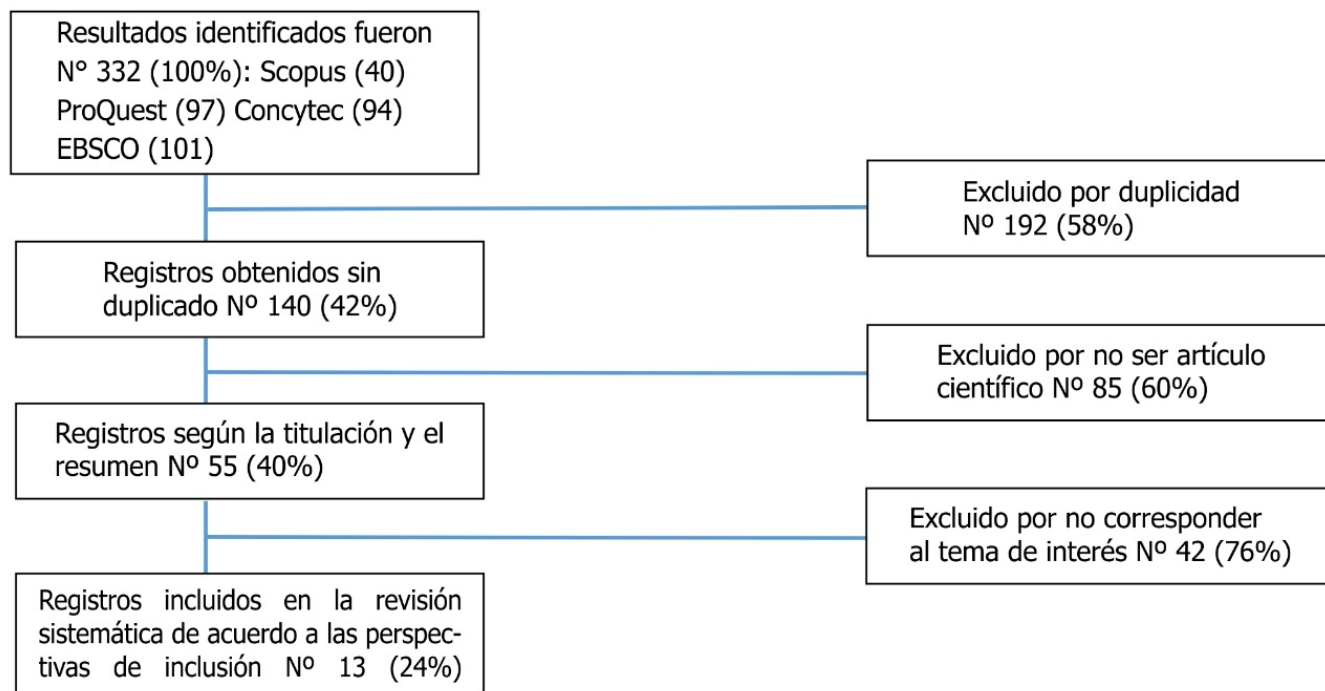 Resultados identificados fueron
N° 332 (100%): Scopus (40)
ProQuest (97) Concytec (94)
EBSCO (101)
Excluido por duplicidad
Nº 192 (58%)
Registros obtenidos sin
duplicado Nº 140 (42%)
Excluido por no ser artículo
científico Nº 85 (60%)
Registros según la titulación y el
resumen Nº 55 (40%)
Excluido por no corresponder
al tema de interés Nº 42 (76%)
Registros incluidos en la revisión
sistemática de acuerdo a las perspec-
tivas de inclusión Nº 13 (24%)